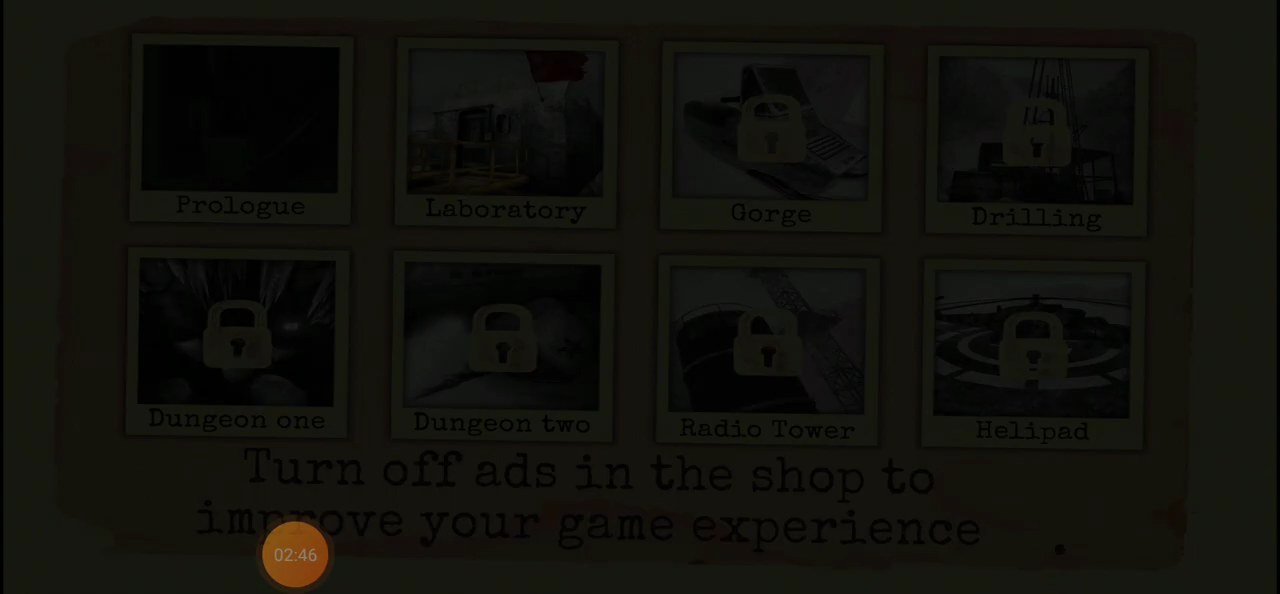 Prologue
Laboratory
Gorge
Drilling
Dungeon one
Dungeon two
Radio Tower
Helipad
Turn off ads in the shop to
improve your game experience
02:46